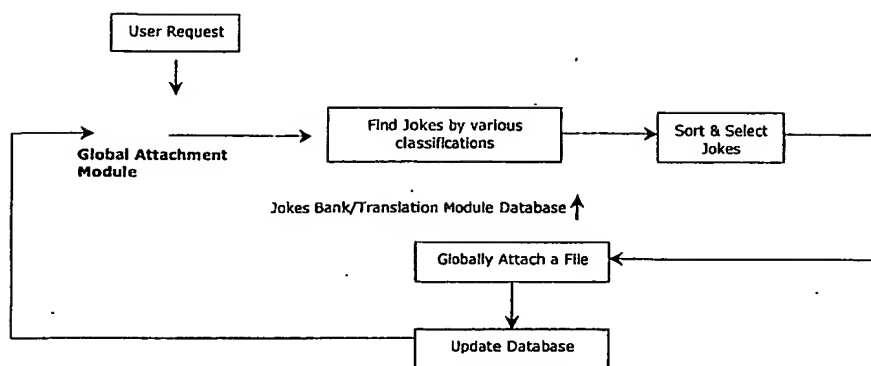 User Request
Find Jokes by various
classifications
Sort & Select
Jokes
Global Attachment
Module
Jokes Bank/Translation Module Database
Globally Attach a File
Update Database